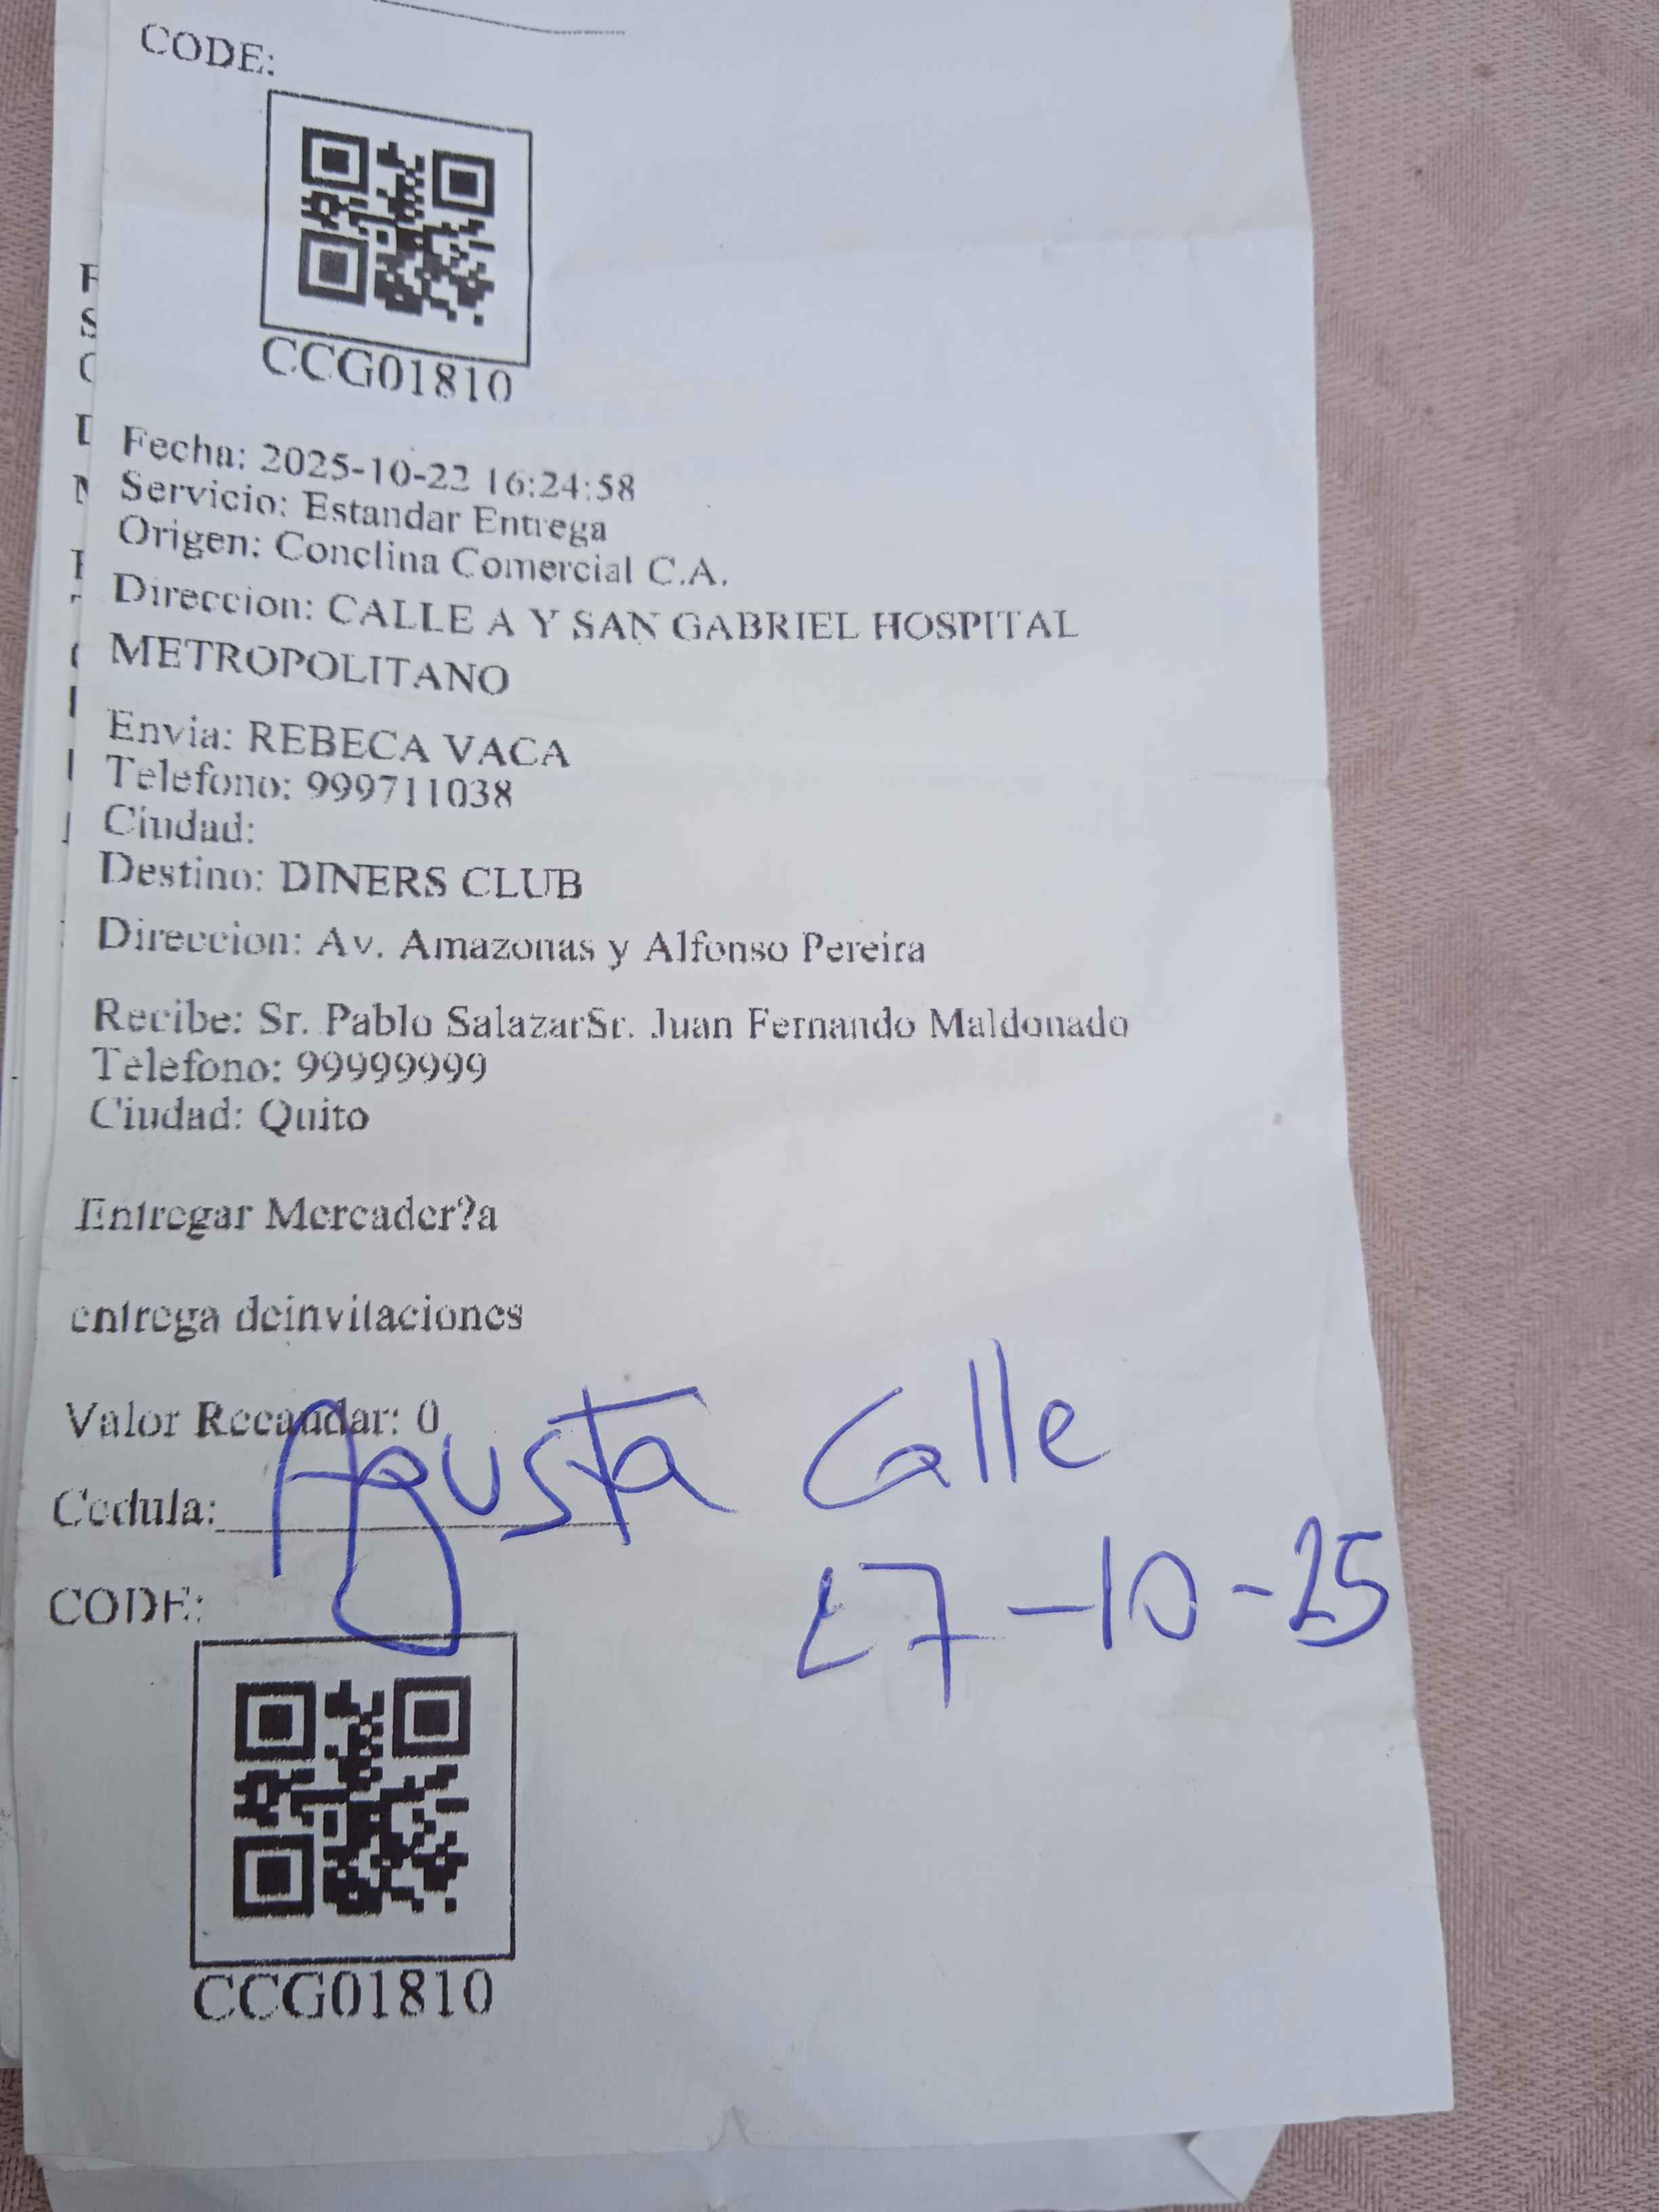 CODE:
CCG01810
Fecha: 2025-10-22 16:24:58
Servicio: Estandar Entrega
Origen: Conclina Comercial C.A.
Direccion: CALLE A Y SAN GABRIEL HOSPITAL
METROPOLITANO
Envia: REBECA VACA
Telefono: 999711038
Ciudad:
Destino: DINERS CLUB
Direccion: Av. Amazonas y Alfonso Pereira
Recibe: Sr. Pablo SalazarSr. Juan Fernando Maldonado
Telefono: 99999999
Ciudad: Quito
Entregar Mercader?a
entrega deinvitaciones
Valor Recaudar: 0
Agusta Calle
Cedula:
27-10-25
CODE:
CCG01810